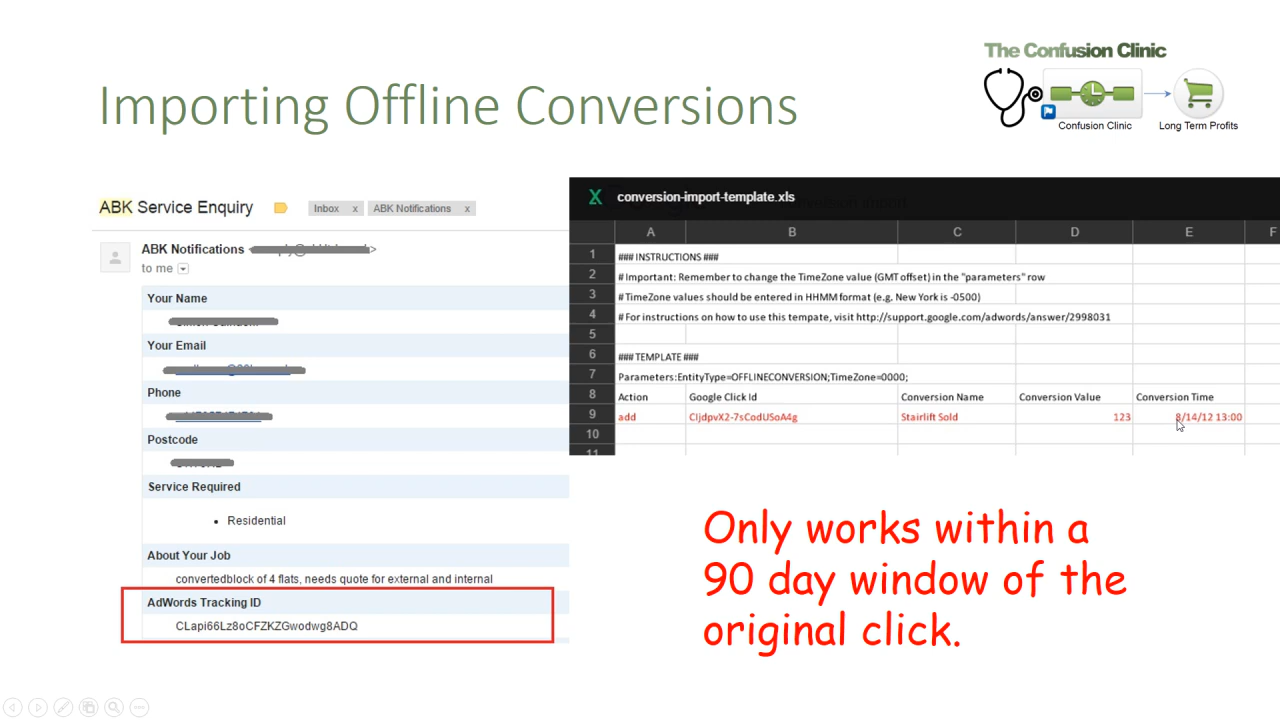 The Confusion Clinic
Confusion Clinic
Long Term Profits
Importing Offline Conversions
ABK Service Enquiry
Inbox x
ABK Notifications x
ABK Notifications
to me
Your Name
Your Email
Phone
Postcode
Service Required
• Residential
About Your Job
convertedblock of 4 flats, needs quote for external and internal
AdWords Tracking ID
CLapi66Lz8oCFZKZGwodwg8ADQ
conversion-import-template.xls
A B C D E F
1 ### INSTRUCTIONS ###
2 # Important: Remember to change the TimeZone value (GMT offset) in the "parameters" row
3 # TimeZone values should be entered in HHMM format (e.g. New York is -0500)
4 # For instructions on how to use this tempate, visit http://support.google.com/adwords/answer/2998031
5
6 ### TEMPLATE ###
7 Parameters:EntityType=OFFLINECONVERSION;TimeZone=0000;
8 Action Google Click Id Conversion Name Conversion Value Conversion Time
9 add CIjdpvX2-7sCodUSoA4g Stairlift Sold 123 8/14/12 13:00
10
11
Only works within a
90 day window of the
original click.